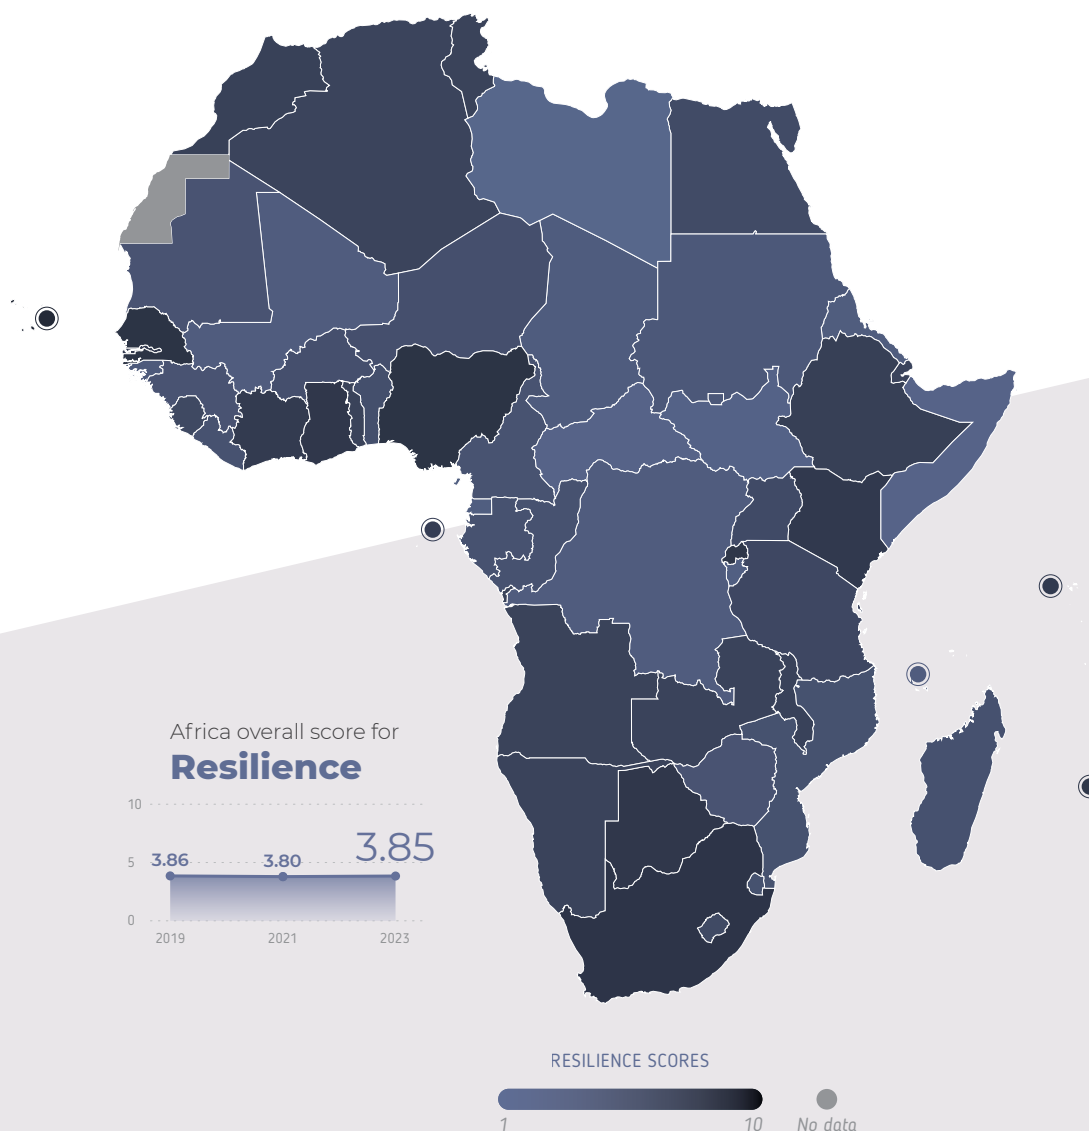 Africa overall score for
Resilience
10
5
0
3.86
3.80
3.85
2019
2021
2023
RESILIENCE SCORES
1
10
No data